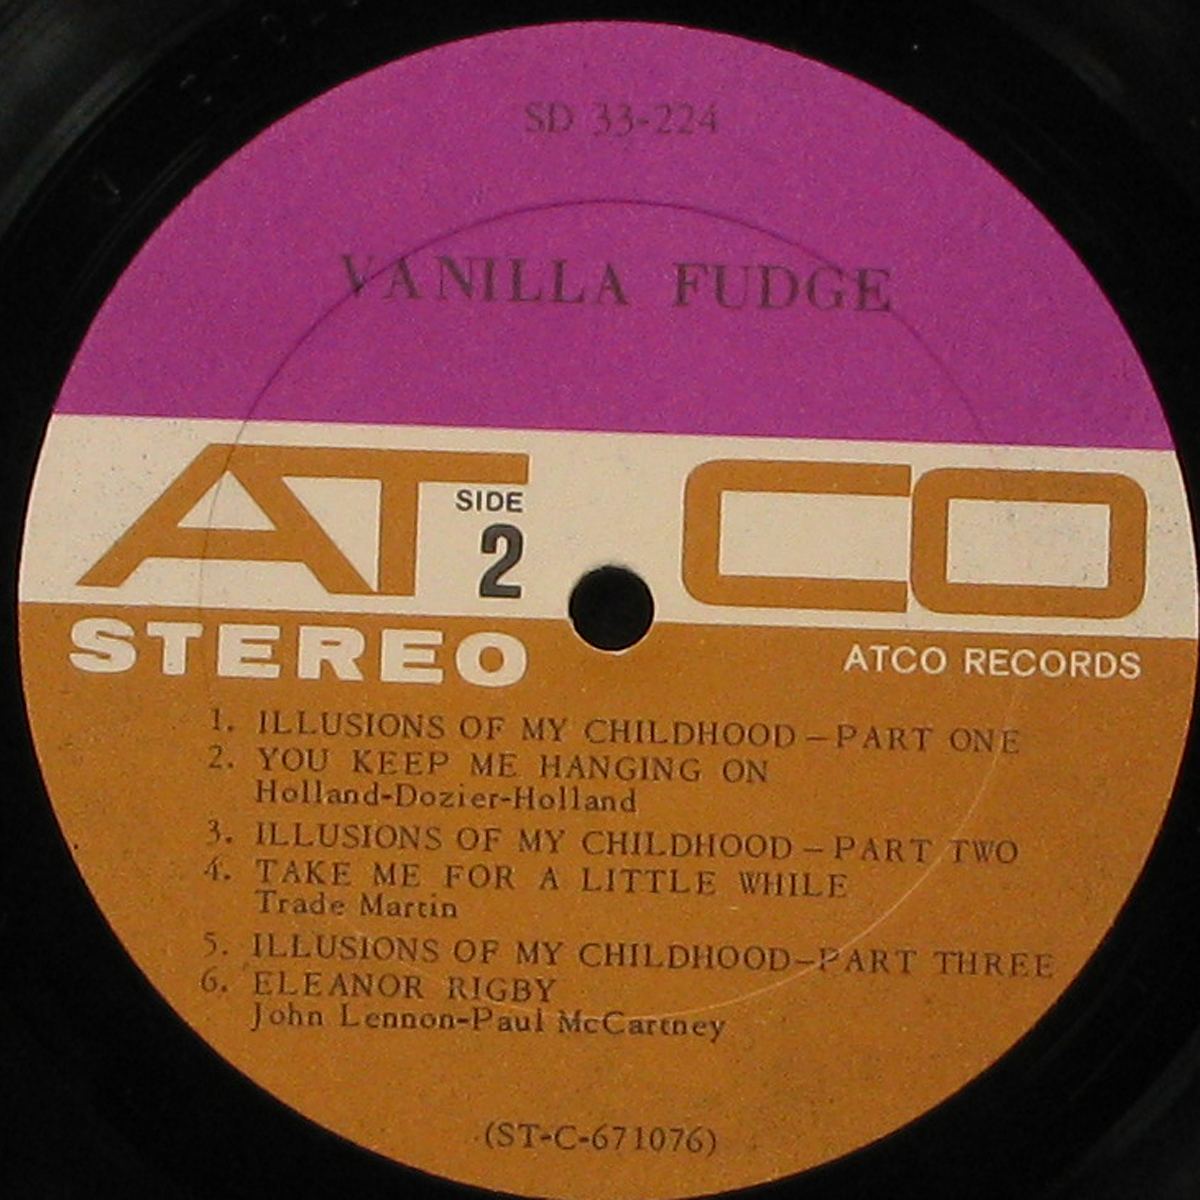 SD 33-224
VANILLA FUDGE
ATCO
SIDE
2
STEREO
ATCO RECORDS
1. ILLUSIONS OF MY CHILDHOOD—PART ONE
2. YOU KEEP ME HANGING ON
Holland-Dozier-Holland
3. ILLUSIONS OF MY CHILDHOOD—PART TWO
4. TAKE ME FOR A LITTLE WHILE
Trade Martin
5. ILLUSIONS OF MY CHILDHOOD—PART THREE
6. ELEANOR RIGBY
John Lennon-Paul McCartney
(ST-C-671076)